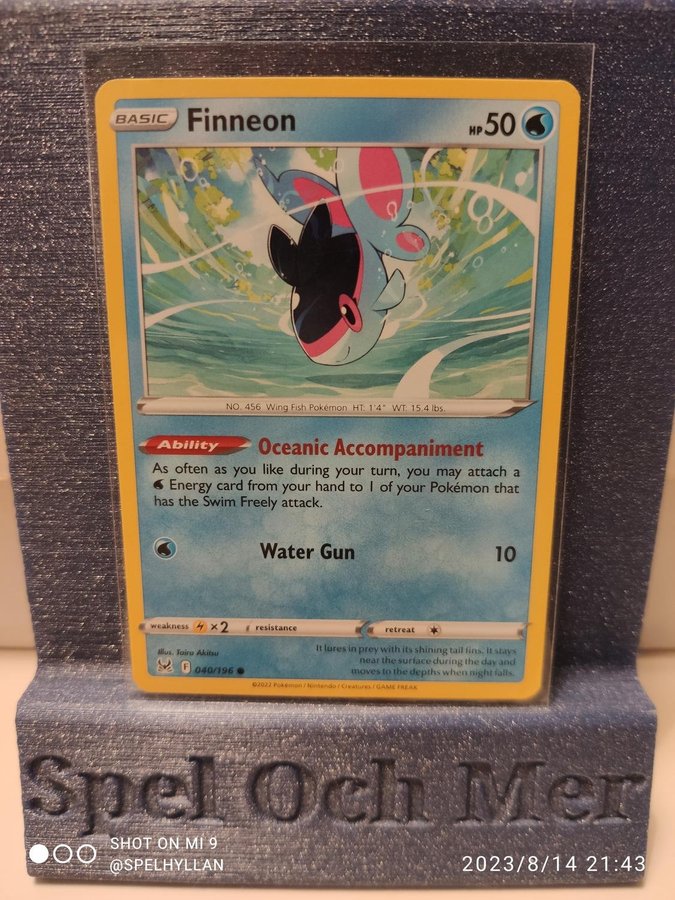 BASIC Finneon HP 50
NO. 456 Wing Fish Pokémon HT: 1'4" WT: 15.4 lbs.
Ability Oceanic Accompaniment
As often as you like during your turn, you may attach a
Energy card from your hand to 1 of your Pokémon that
has the Swim Freely attack.
Water Gun 10
weakness ×2 resistance retreat
Illus. Taira Akitsu
It lures in prey with its shining tail fins. It stays
near the surface during the day and
moves to the depths when night falls.
F 040/196
©2022 Pokémon / Nintendo / Creatures / GAME FREAK
Spel Och Mer
SHOT ON MI 9
@SPELHYLLAN
2023/8/14 21:43